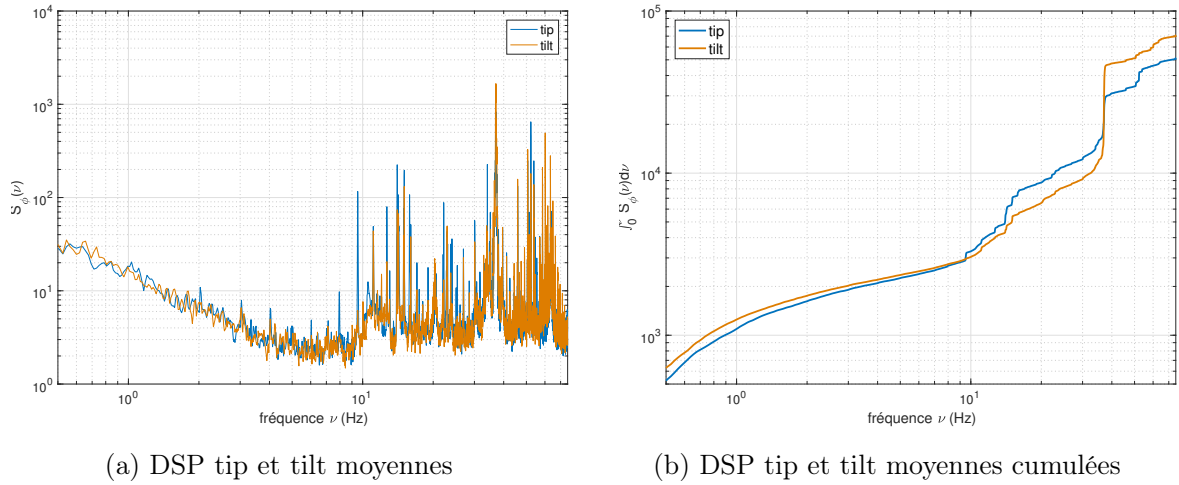 tip
tilt
10^4
10^3
10^2
10^1
10^0
S_ϕ(ν)
10^0
10^1
fréquence ν (Hz)
(a) DSP tip et tilt moyennes
tip
tilt
10^5
10^4
10^3
∫_0^ν S_ϕ(ν)dν
10^0
10^1
fréquence ν (Hz)
(b) DSP tip et tilt moyennes cumulées